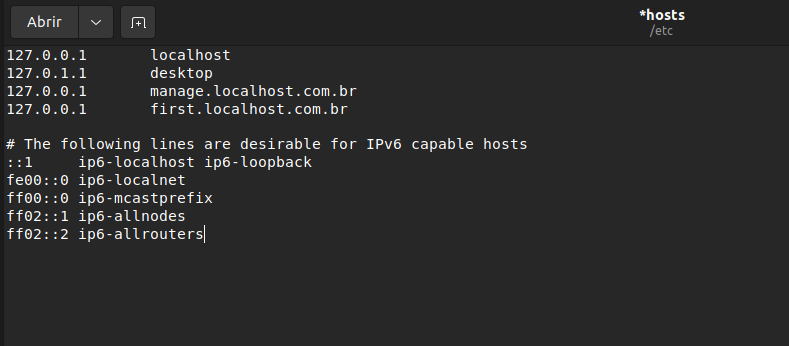 Abrir
*hosts
/etc
127.0.0.1 localhost
127.0.1.1 desktop
127.0.0.1 manage.localhost.com.br
127.0.0.1 first.localhost.com.br
# The following lines are desirable for IPv6 capable hosts
::1 ip6-localhost ip6-loopback
fe00::0 ip6-localnet
ff00::0 ip6-mcastprefix
ff02::1 ip6-allnodes
ff02::2 ip6-allrouters